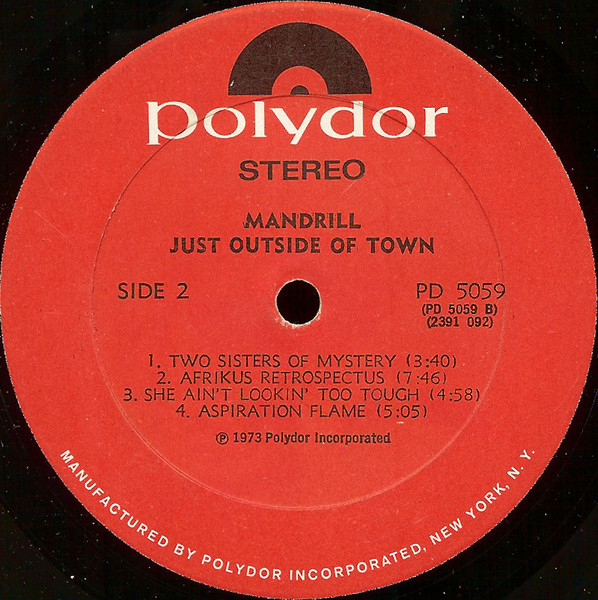 polydor
STEREO
MANDRILL
JUST OUTSIDE OF TOWN
SIDE 2
PD 5059
(PD 5059 B)
(2391 092)
1. TWO SISTERS OF MYSTERY (3:40)
2. AFRIKUS RETROSPECTUS (7:46)
3. SHE AIN'T LOOKIN' TOO TOUGH (4:58)
4. ASPIRATION FLAME (5:05)
℗ 1973 Polydor Incorporated
MANUFACTURED BY POLYDOR INCORPORATED, NEW YORK, N. Y.